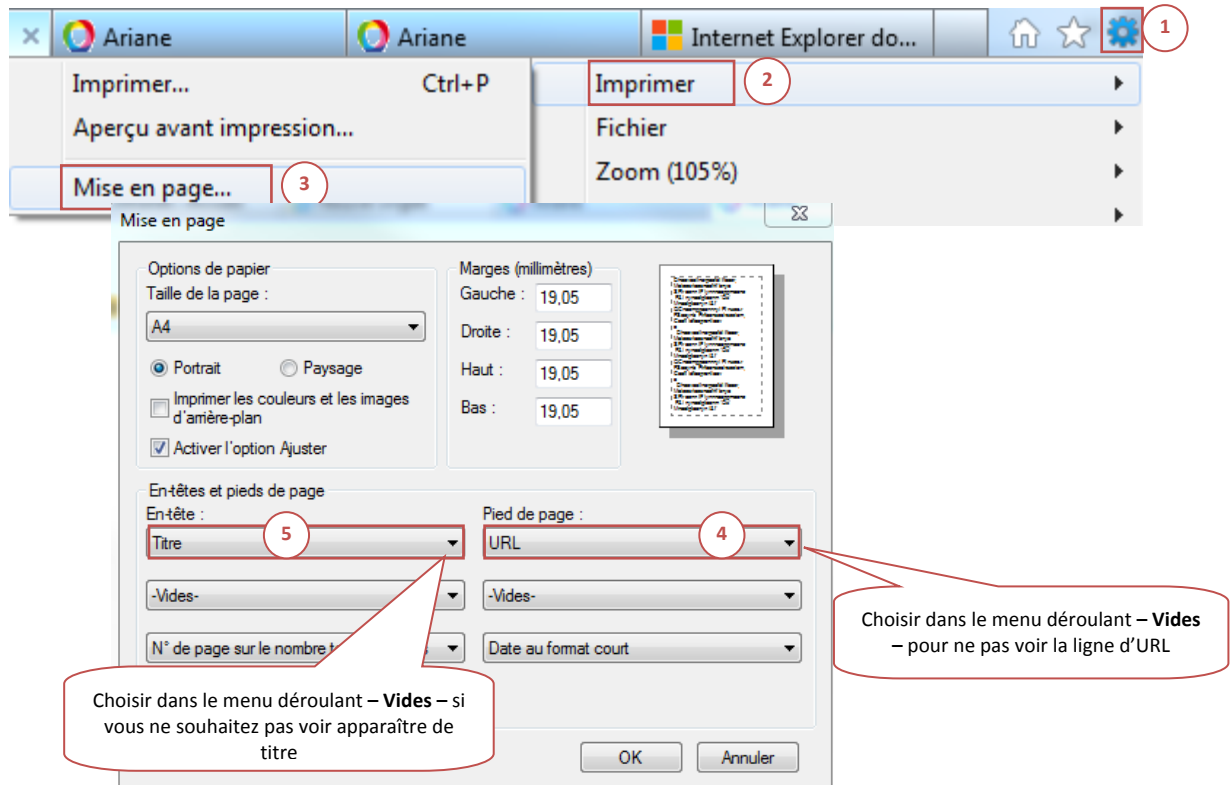 Ariane
Ariane
Internet Explorer do...
1
Imprimer...
Ctrl+P
Imprimer
2
Aperçu avant impression...
Fichier
Mise en page...
3
Zoom (105%)
Mise en page
Options de papier
Taille de la page :
A4
Portrait
Paysage
Imprimer les couleurs et les images
d'arrière-plan
Activer l'option Ajuster
Marges (millimètres)
Gauche :
19,05
Droite :
19,05
Haut :
19,05
Bas :
19,05
En-têtes et pieds de page
En-tête :
Pied de page :
Titre
5
URL
4
-Vides-
-Vides-
N° de page sur le nombre
Date au format court
Choisir dans le menu déroulant – Vides
– pour ne pas voir la ligne d'URL
Choisir dans le menu déroulant – Vides – si
vous ne souhaitez pas voir apparaître de
titre
OK
Annuler